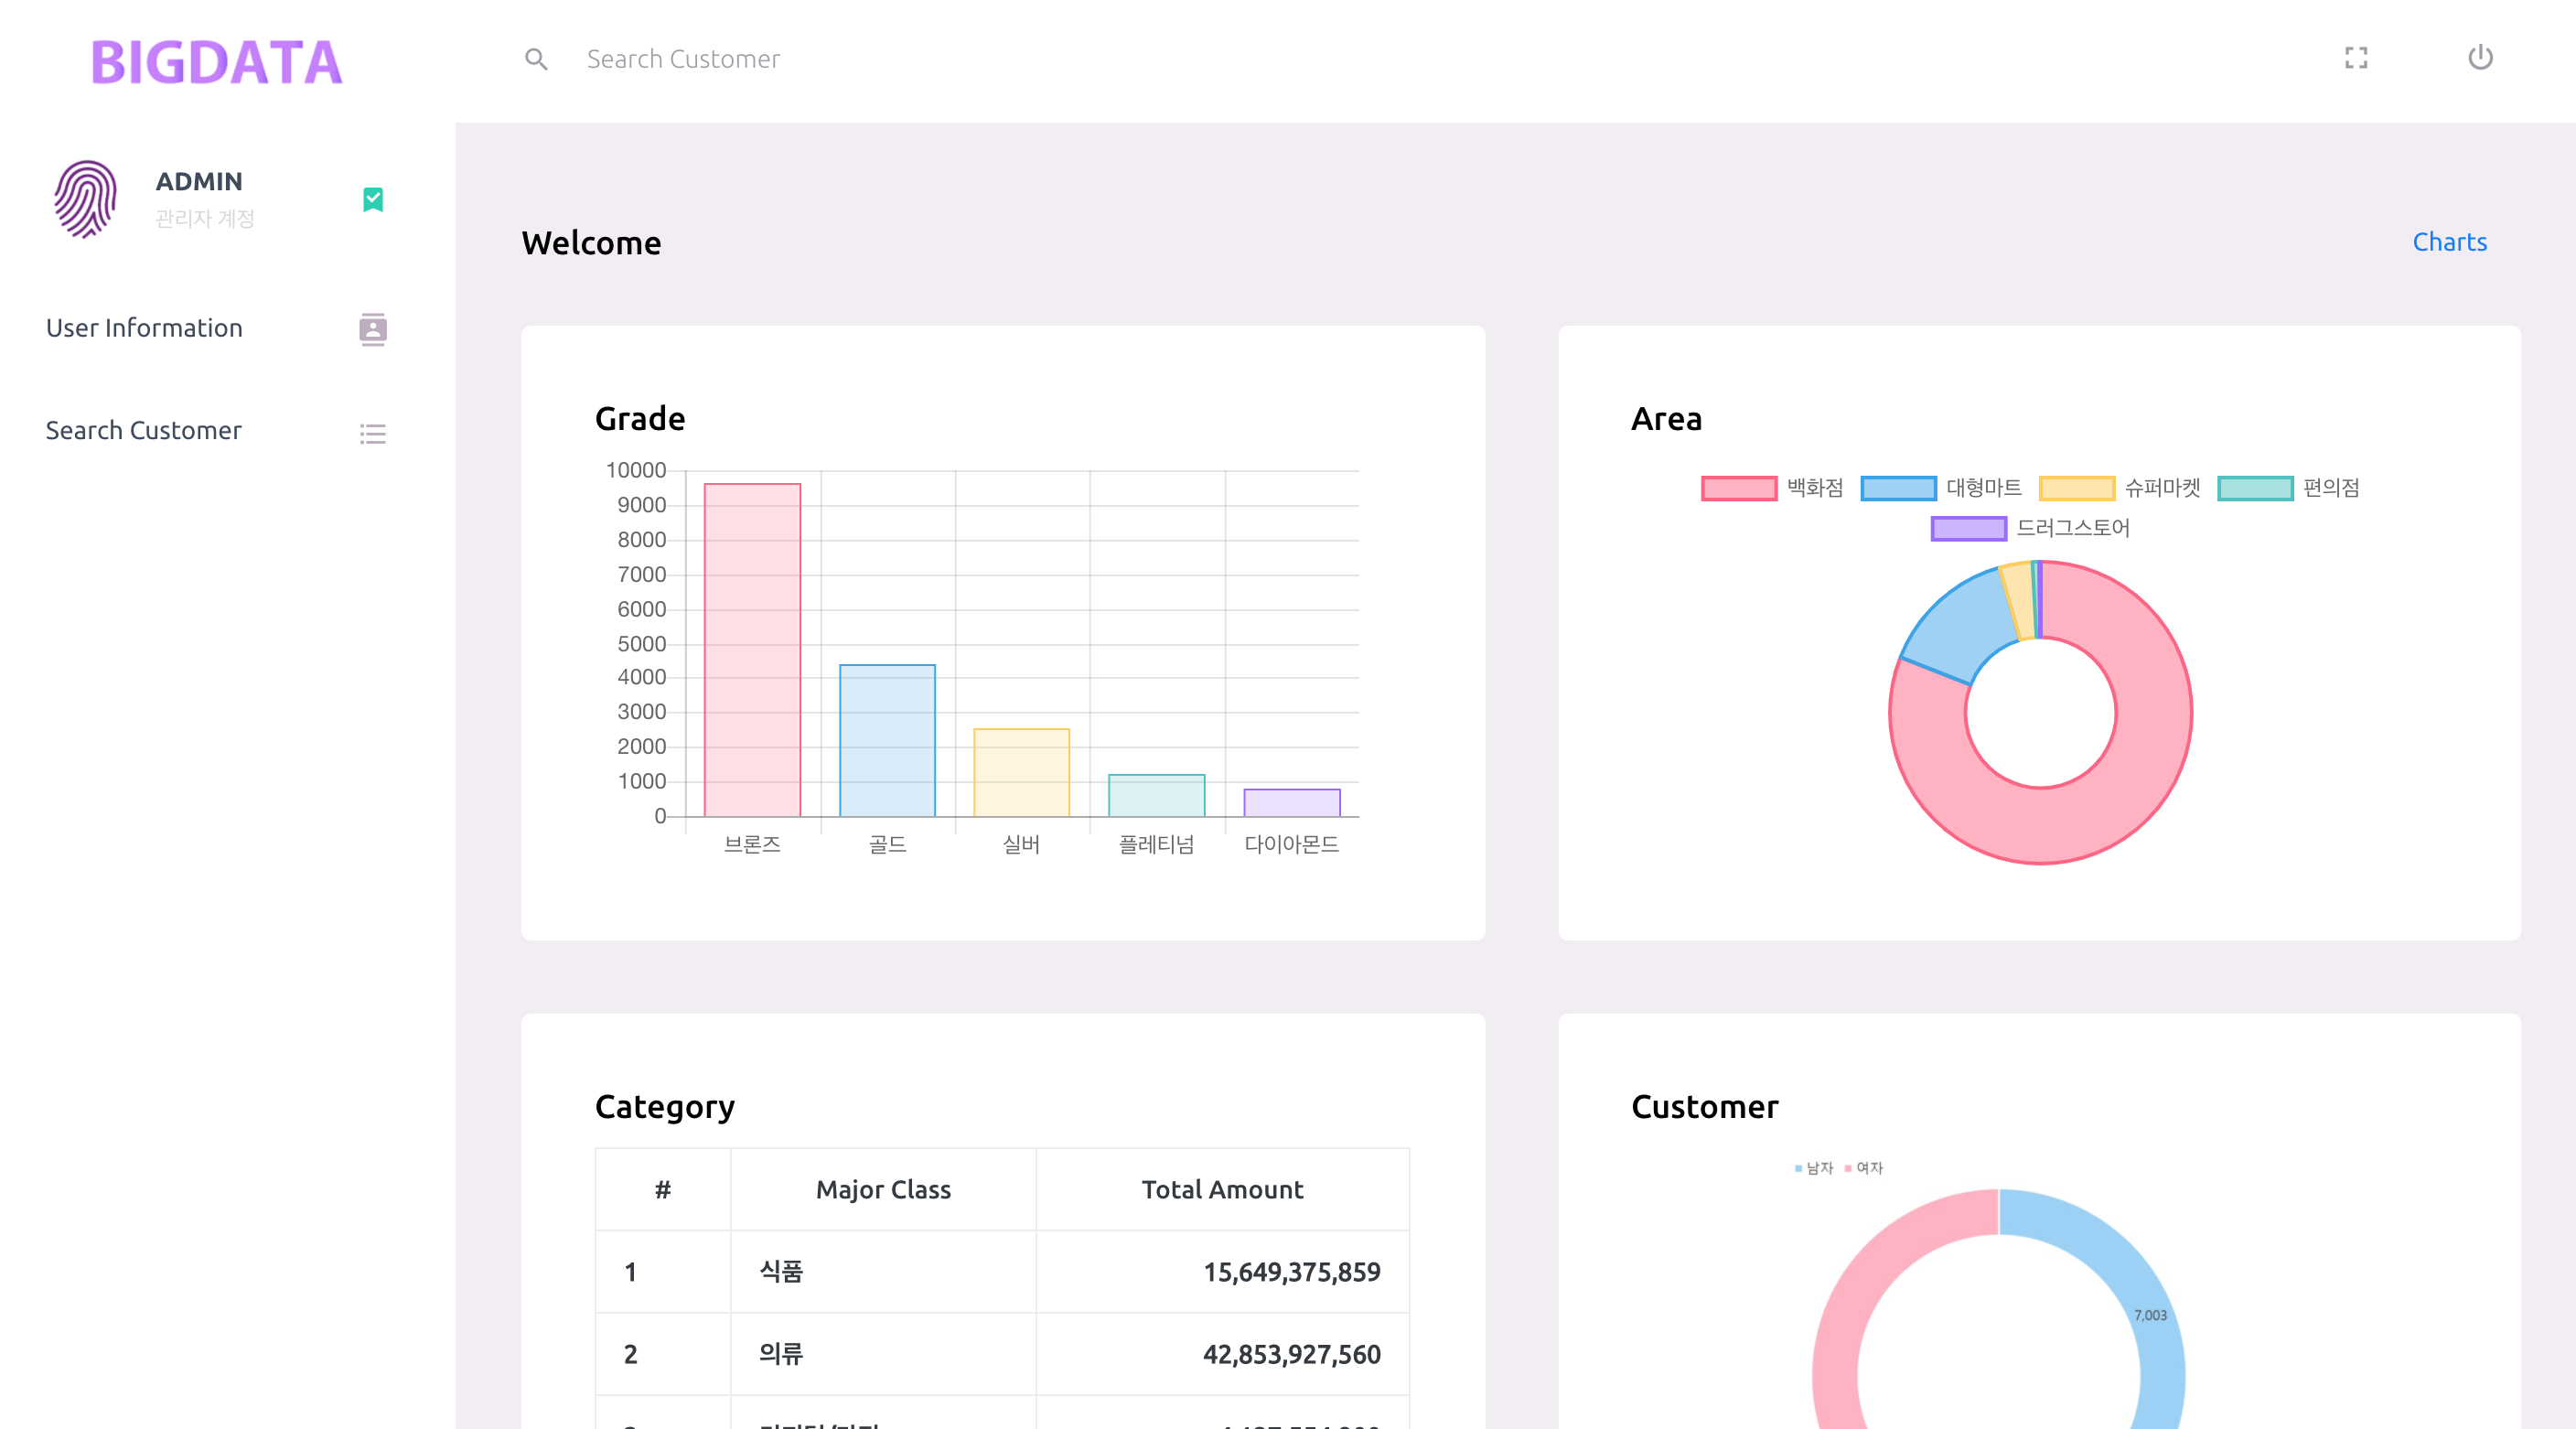 BIGDATA
Search Customer
ADMIN
관리자 계정
User Information
Search Customer
Welcome
Charts
Grade
10000
9000
8000
7000
6000
5000
4000
3000
2000
1000
0
브론즈 골드 실버 플레티넘 다이아몬드
Area
백화점 대형마트 슈퍼마켓 편의점
드러그스토어
Category
# Major Class Total Amount
1 식품 15,649,375,859
2 의류 42,853,927,560
Customer
남자 여자
7,003